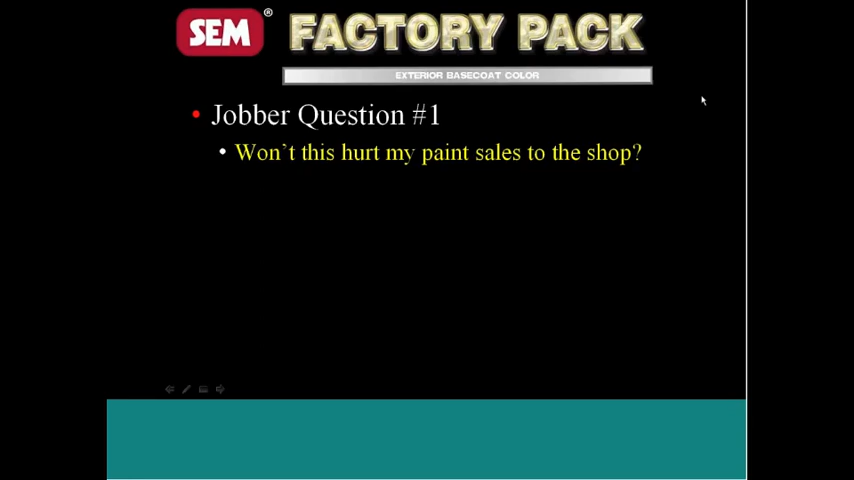 SEM®
FACTORY PACK
EXTERIOR BASECOAT COLOR
• Jobber Question #1
• Won't this hurt my paint sales to the shop?